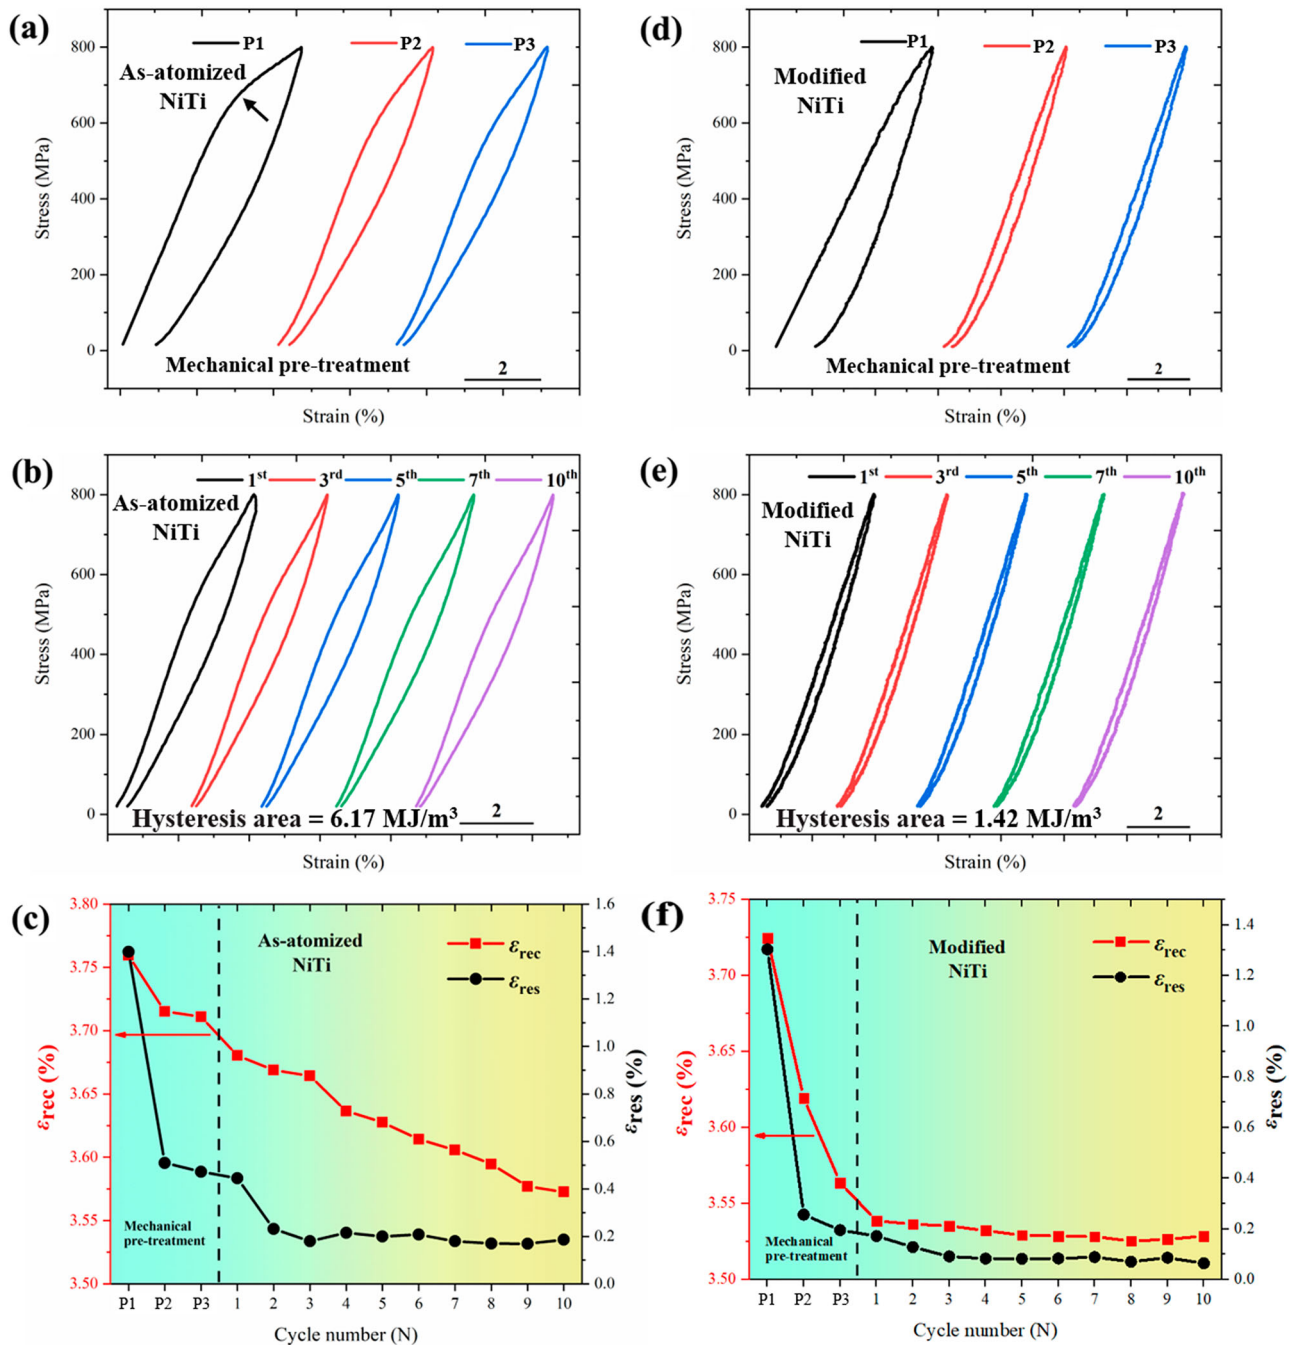 (a)
P1 P2 P3
As-atomized
NiTi
800
600
400
200
0
Stress (MPa)
Mechanical pre-treatment
2
Strain (%)
(d)
P1 P2 P3
Modified
NiTi
800
600
400
200
0
Stress (MPa)
Mechanical pre-treatment
2
Strain (%)
(b)
1st 3rd 5th 7th 10th
As-atomized
NiTi
800
600
400
200
0
Stress (MPa)
Hysteresis area = 6.17 MJ/m³
2
Strain (%)
(e)
1st 3rd 5th 7th 10th
Modified
NiTi
800
600
400
200
0
Stress (MPa)
Hysteresis area = 1.42 MJ/m³
2
Strain (%)
(c)
3.80
3.75
3.70
3.65
3.60
3.55
3.50
εrec (%)
As-atomized
NiTi
εrec
εres
Mechanical
pre-treatment
1.6
1.4
1.2
1.0
0.8
0.6
0.4
0.2
0.0
εres (%)
P1 P2 P3 1 2 3 4 5 6 7 8 9 10
Cycle number (N)
(f)
3.75
3.70
3.65
3.60
3.55
3.50
εrec (%)
Modified
NiTi
εrec
εres
Mechanical
pre-treatment
1.4
1.2
1.0
0.8
0.6
0.4
0.2
0.0
εres (%)
P1 P2 P3 1 2 3 4 5 6 7 8 9 10
Cycle number (N)